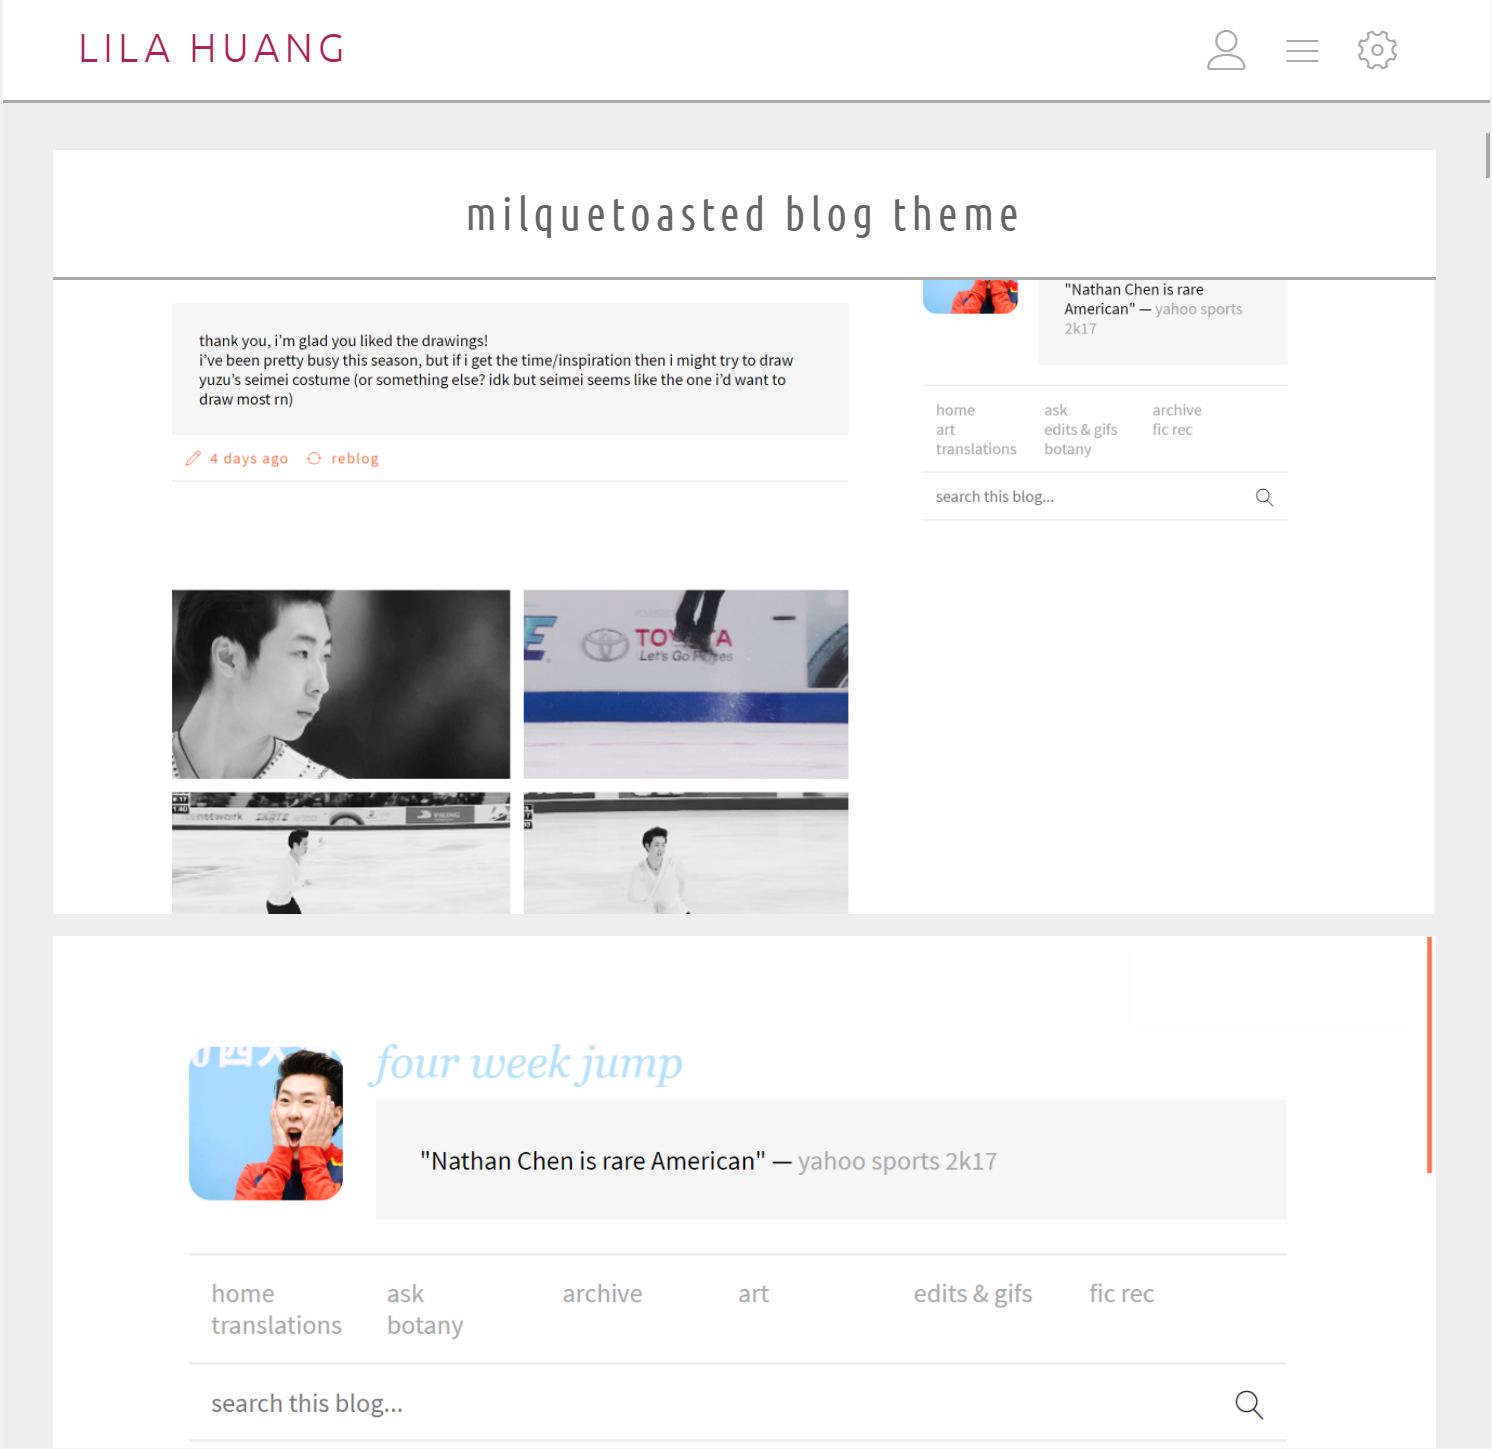 LILA HUANG
milquetoasted blog theme
thank you, i’m glad you liked the drawings!
i’ve been pretty busy this season, but if i get the time/inspiration then i might try to draw
yuzu’s seimei costume (or something else? idk but seimei seems like the one i’d want to
draw most rn)
4 days ago reblog
"Nathan Chen is rare
American" — yahoo sports
2k17
home ask archive
art edits & gifs fic rec
translations botany
search this blog...
TOYOTA
Let's Go Places
network SKATE VIKING
four week jump
"Nathan Chen is rare American" — yahoo sports 2k17
home ask archive art edits & gifs fic rec
translations botany
search this blog...